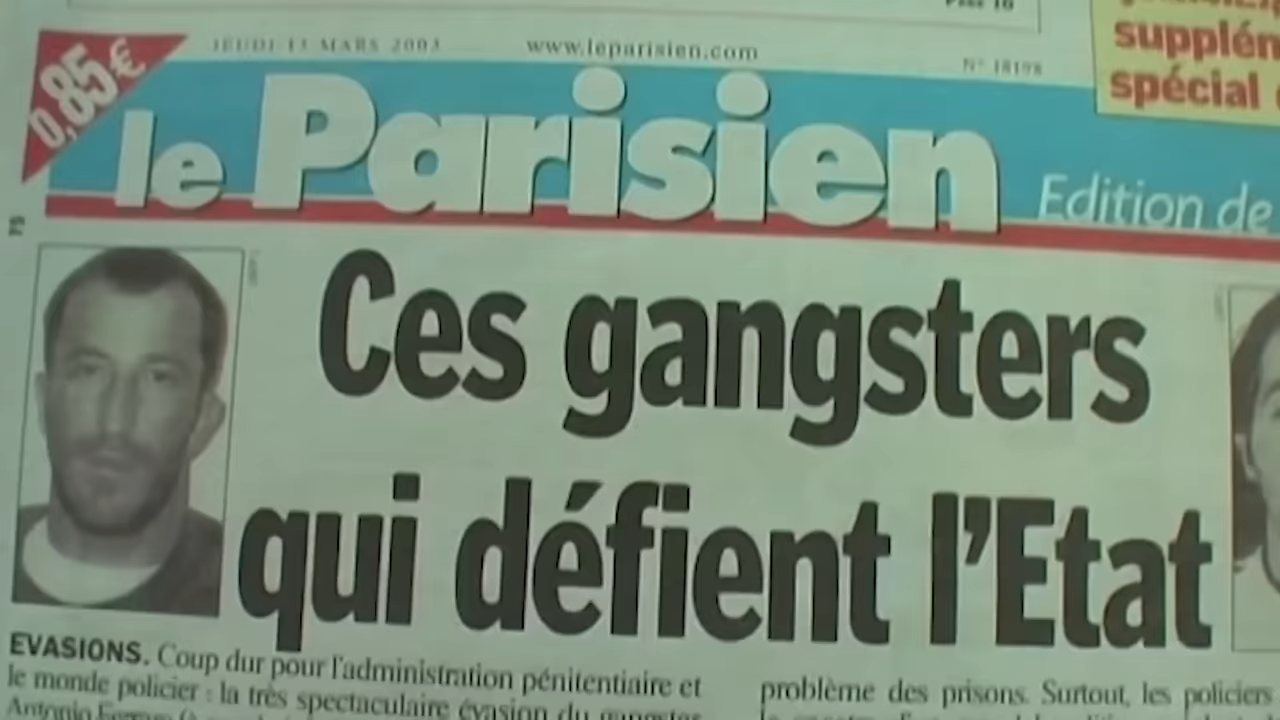 supplém
spécial
0,85€
JEUDI 13 MARS 2003
www.leparisien.com
N° 18198
le Parisien
Edition de
Ces gangsters
qui défient l'Etat
EVASIONS. Coup dur pour l'administration pénitentiaire et
le monde policier : la très spectaculaire évasion du gangster
Antonio
problème des prisons. Surtout, les policiers